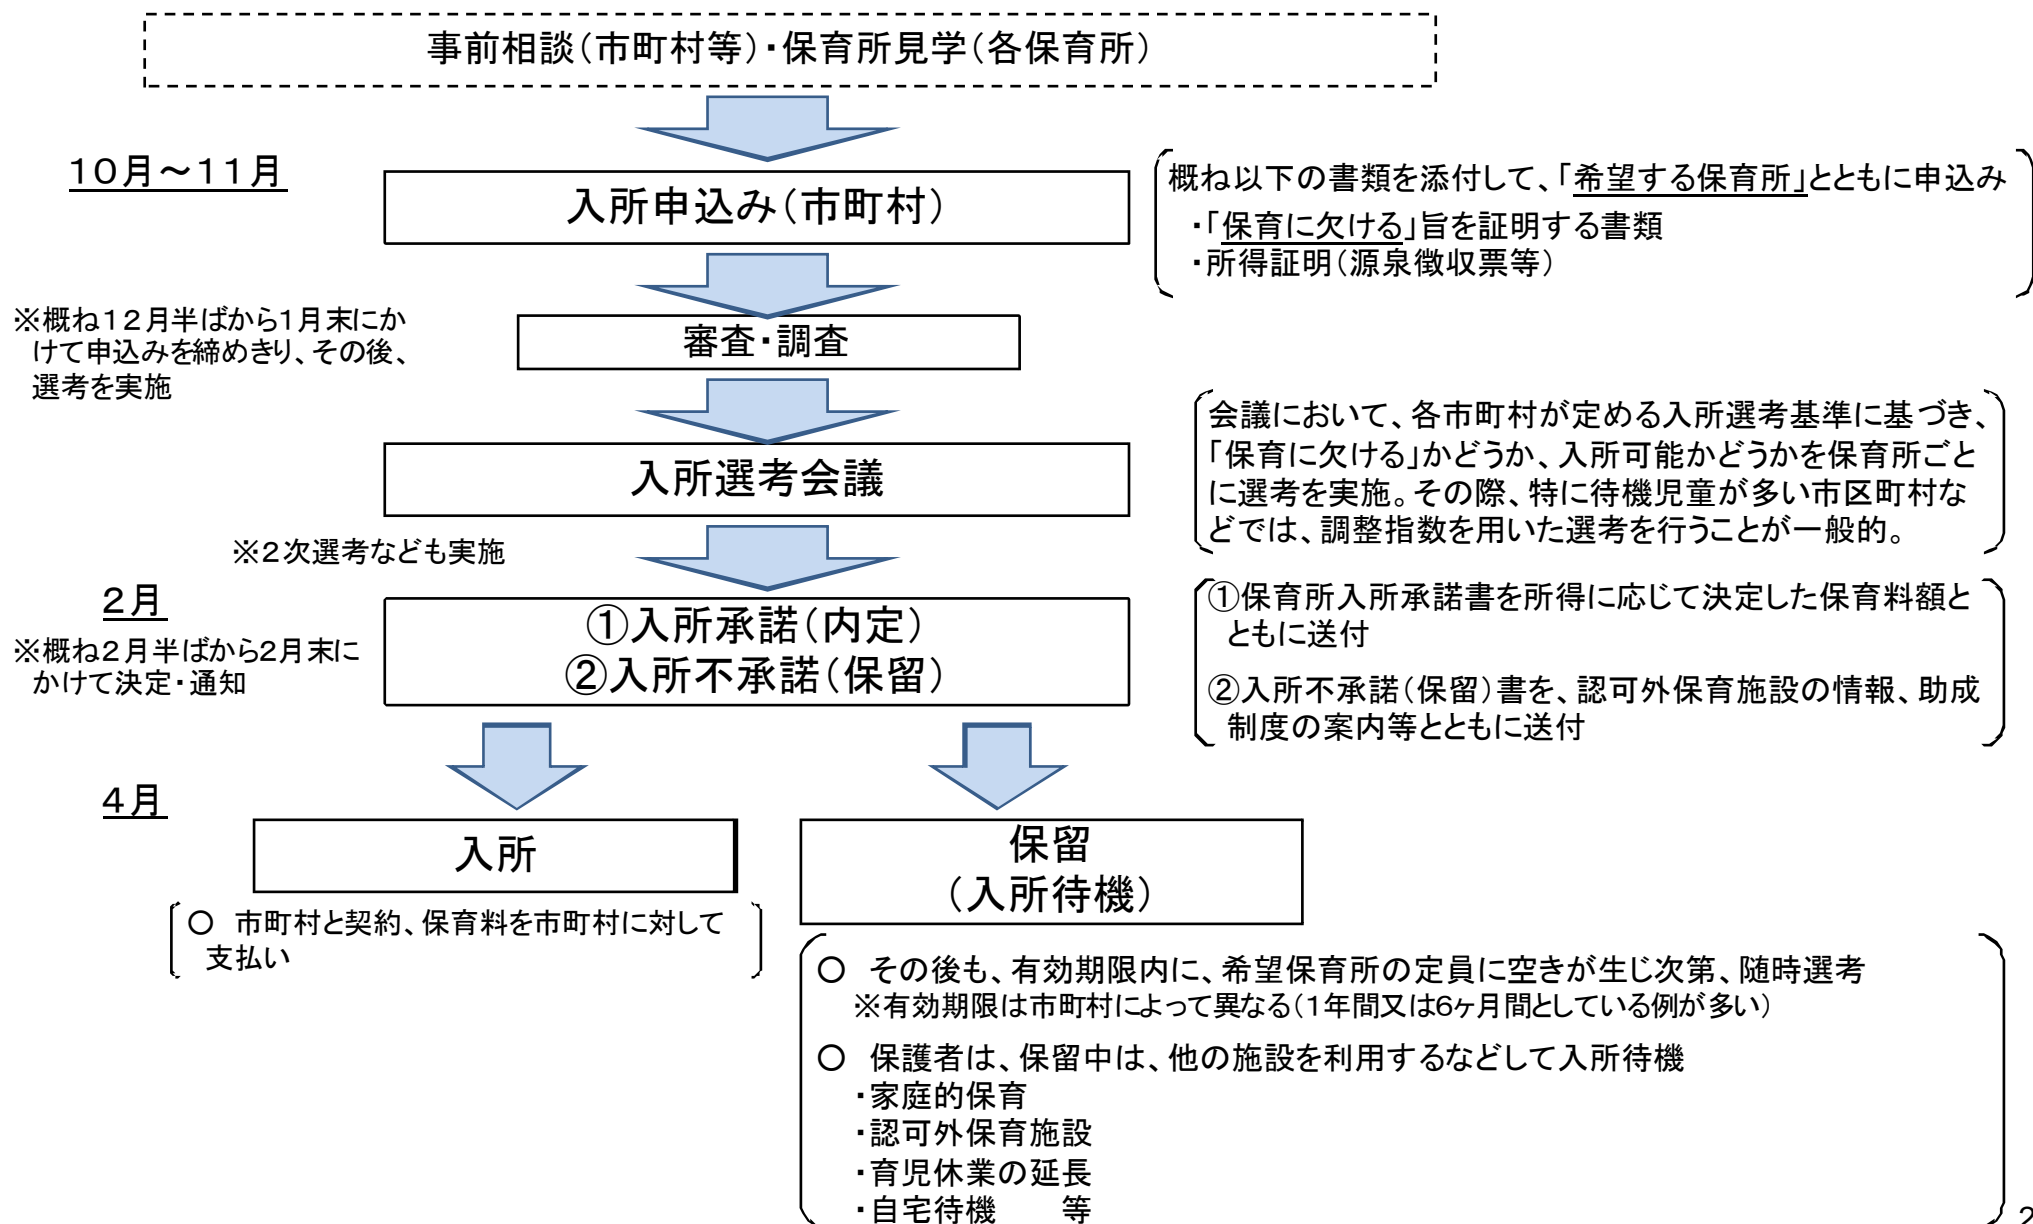 事前相談(市町村等)・保育所見学(各保育所)
10月～11月
入所申込み(市町村)
概ね以下の書類を添付して、「希望する保育所」とともに申込み
・「保育に欠ける」旨を証明する書類
・所得証明(源泉徴収票等)
※概ね12月半ばから1月末にか
けて申込みを締めきり、その後、
選考を実施
審査・調査
入所選考会議
会議において、各市町村が定める入所選考基準に基づき、
「保育に欠ける」かどうか、入所可能かどうかを保育所ごと
に選考を実施。その際、特に待機児童が多い市区町村な
どでは、調整指数を用いた選考を行うことが一般的。
※2次選考なども実施
2月
※概ね2月半ばから2月末に
かけて決定・通知
①入所承諾(内定)
②入所不承諾(保留)
①保育所入所承諾書を所得に応じて決定した保育料額と
ともに送付
②入所不承諾(保留)書を、認可外保育施設の情報、助成
制度の案内等とともに送付
4月
入所
○ 市町村と契約、保育料を市町村に対して
支払い
保留
(入所待機)
○ その後も、有効期限内に、希望保育所の定員に空きが生じ次第、随時選考
※有効期限は市町村によって異なる(1年間又は6ヶ月間としている例が多い)
○ 保護者は、保留中は、他の施設を利用するなどして入所待機
・家庭的保育
・認可外保育施設
・育児休業の延長
・自宅待機 等
2